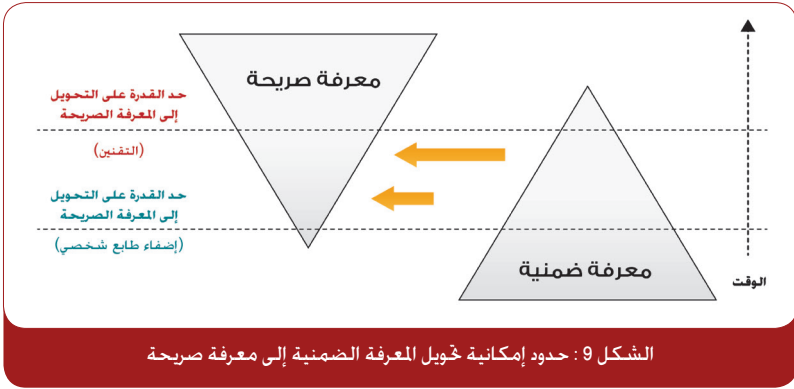 معرفة صريحة
حد القدرة على التحويل
إلى المعرفة الصريحة
(التقنين)
حد القدرة على التحويل
إلى المعرفة الصريحة
(إضفاء طابع شخصي)
معرفة ضمنية
الوقت
الشكل 9 : حدود إمكانية تحويل المعرفة الضمنية إلى معرفة صريحة